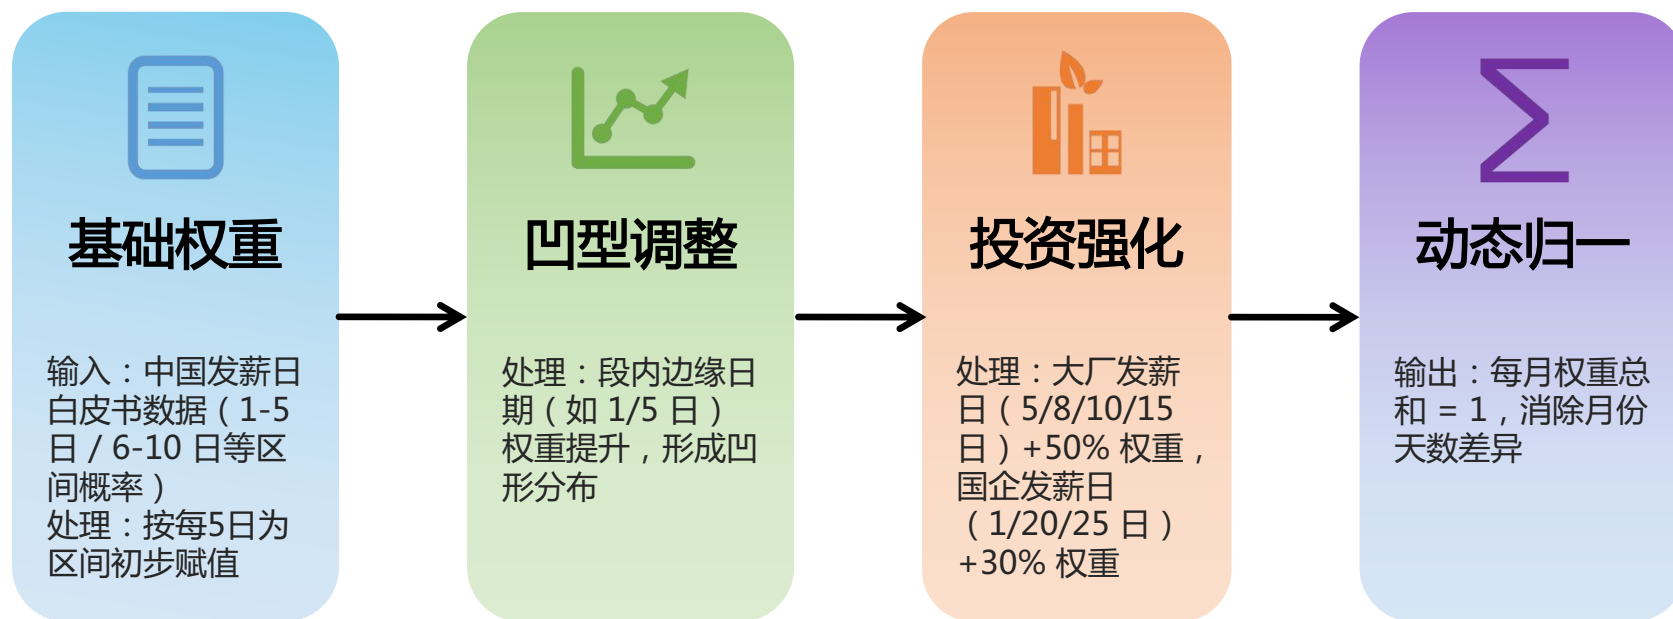 基础权重
输入：中国发薪日
白皮书数据（1-5
日 / 6-10 日等区
间概率）
处理：按每5日为
区间初步赋值
凹型调整
处理：段内边缘日
期（如 1/5 日）
权重提升，形成凹
形分布
投资强化
处理：大厂发薪
日（5/8/10/15
日）+50% 权重，
国企发薪日
（1/20/25 日）
+30% 权重
动态归一
输出：每月权重总
和 = 1，消除月份
天数差异